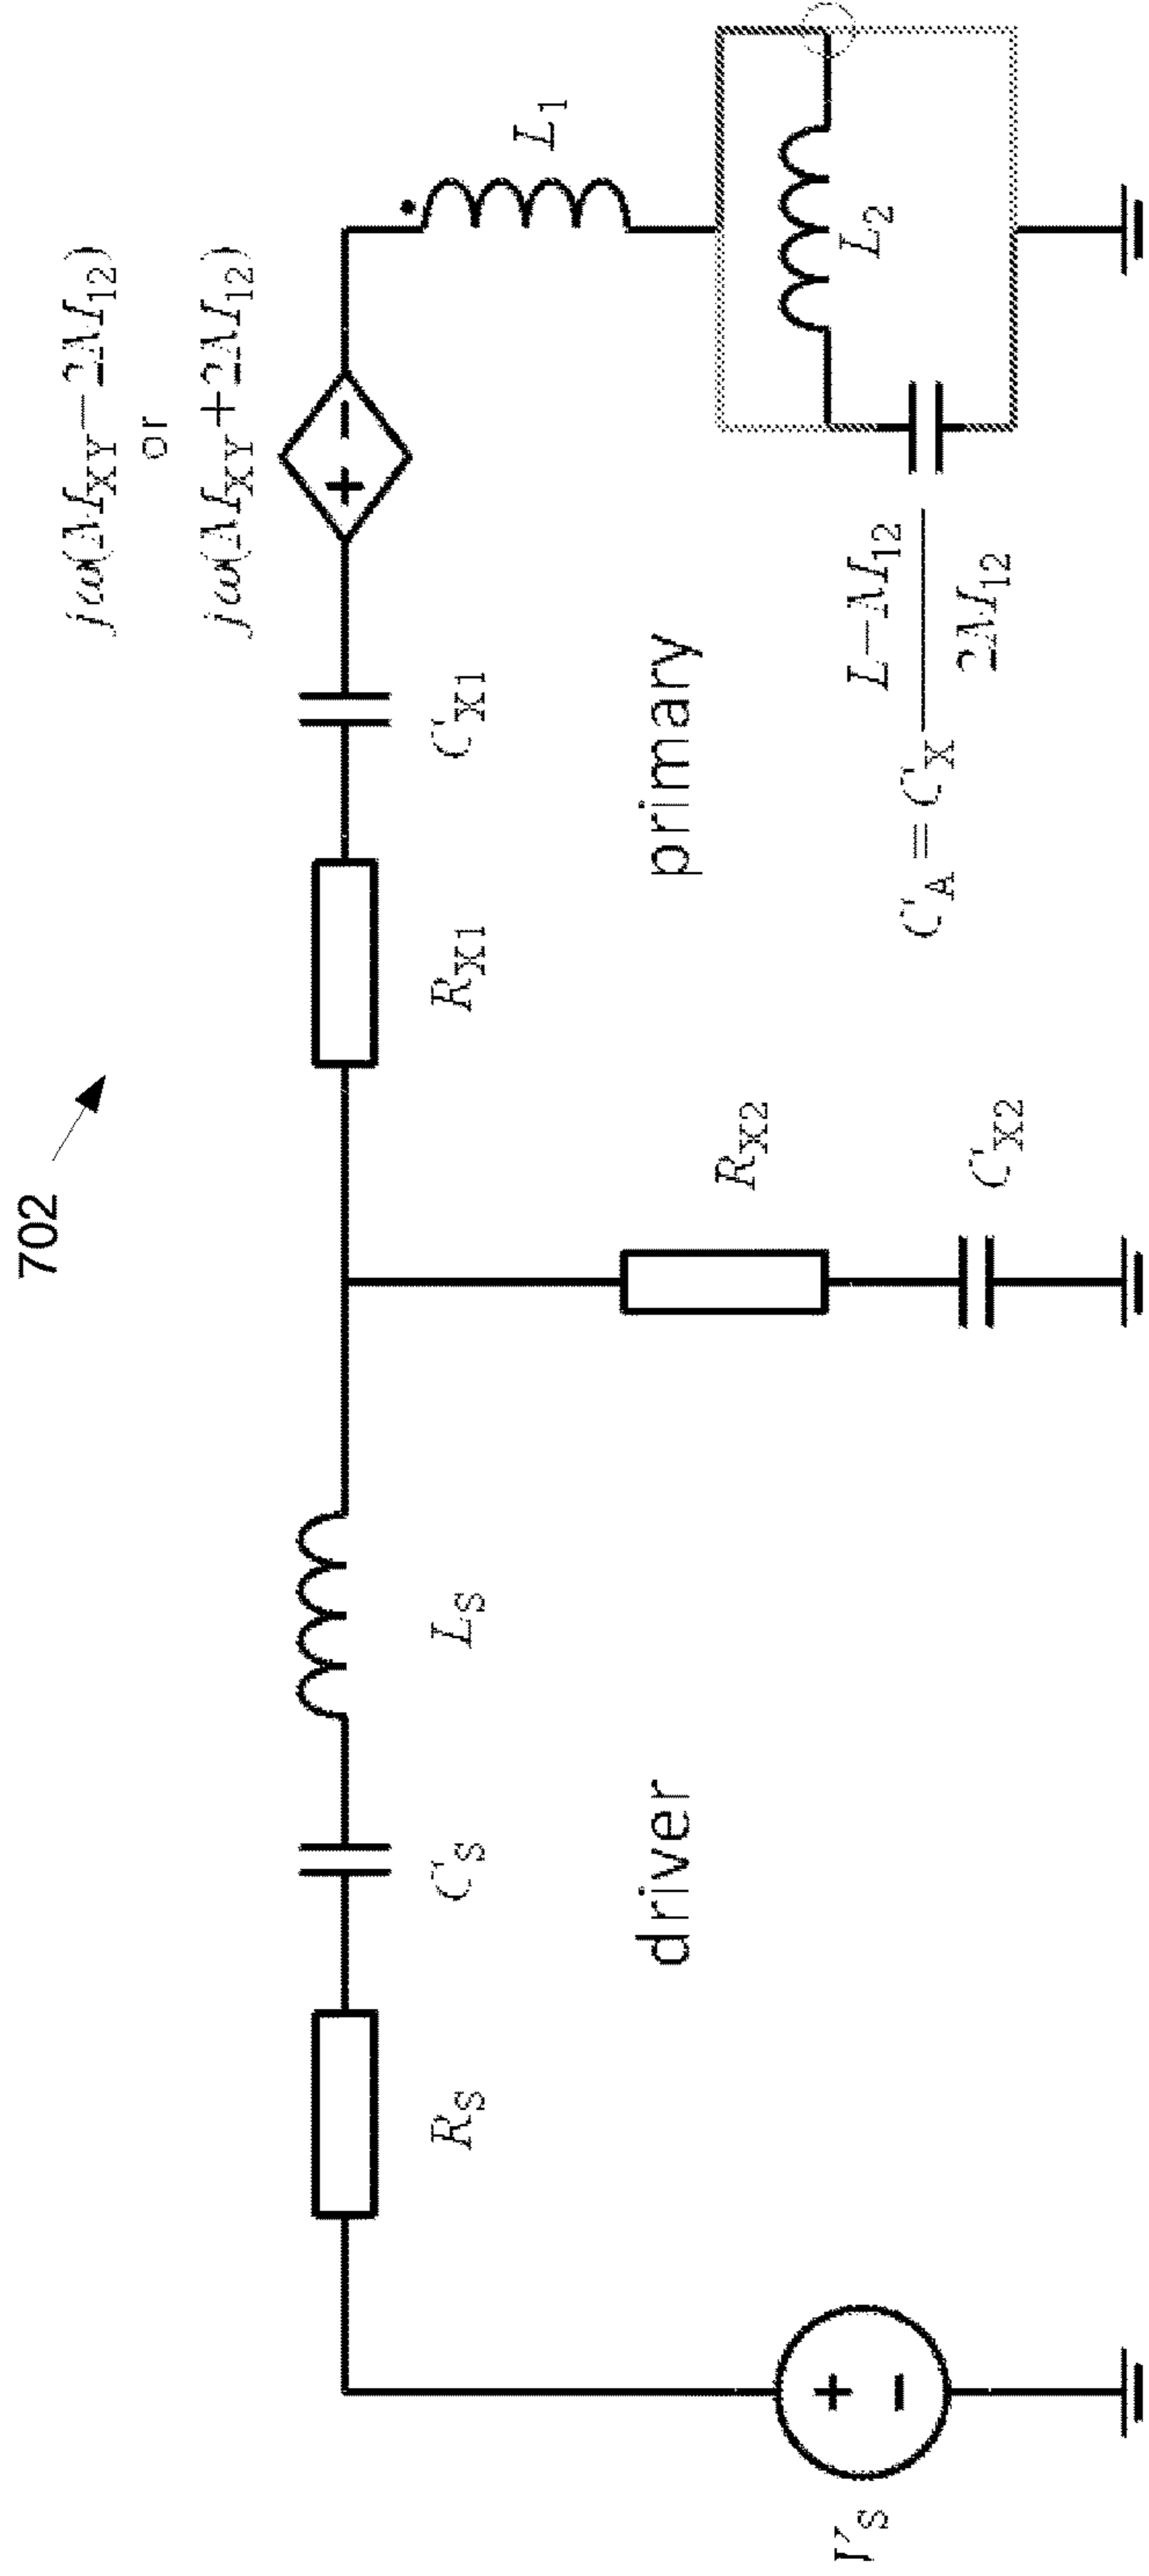 702
jω(M_XY−2M_12)
or
jω(M_XY+2M_12)
R_S
C_S
L_S
R_X1
C_X1
L_1
V_S
driver
R_X2
C_X2
primary
L_2
C_A = C_X (L−M_12)/(2M_12)